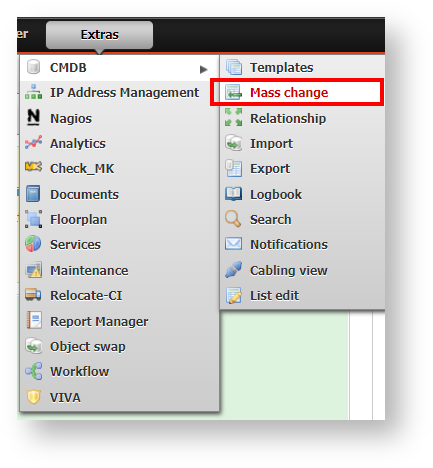 er Extras
CMDB
IP Address Management
Nagios
Analytics
Check_MK
Documents
Floorplan
Services
Maintenance
Relocate-CI
Report Manager
Object swap
Workflow
VIVA
Templates
Mass change
Relationship
Import
Export
Logbook
Search
Notifications
Cabling view
List edit